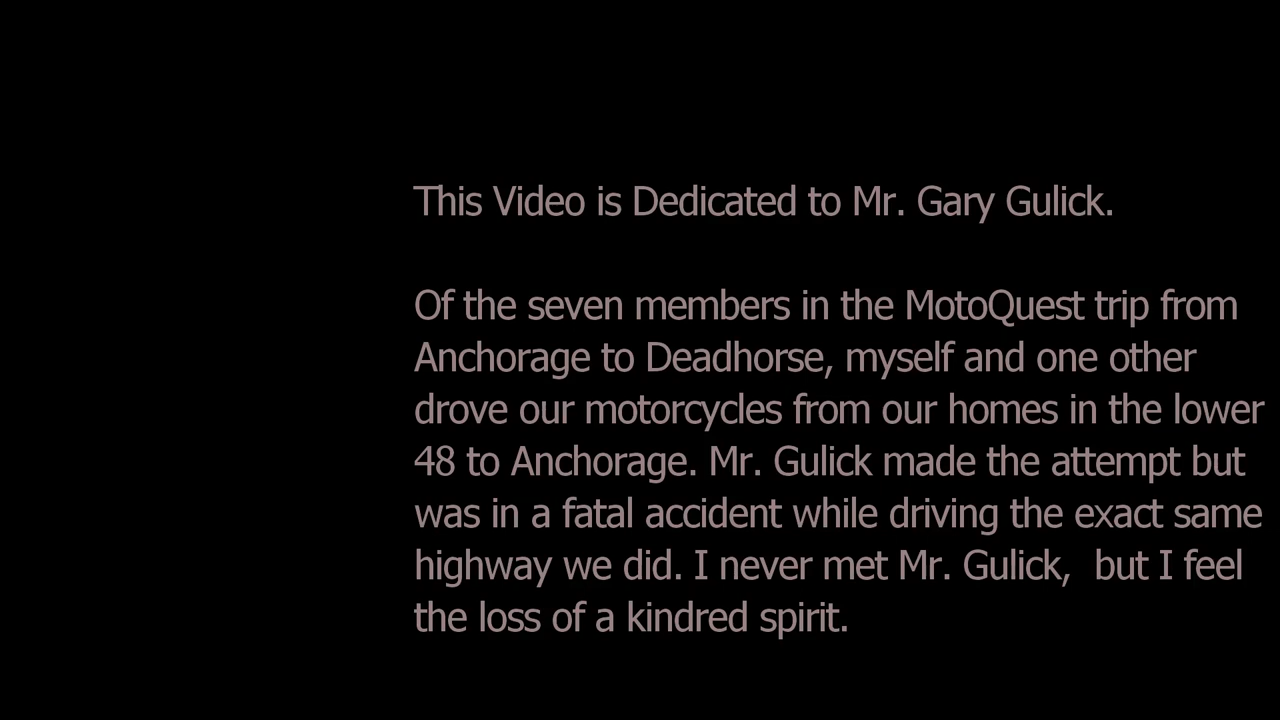 This Video is Dedicated to Mr. Gary Gulick.
Of the seven members in the MotoQuest trip from
Anchorage to Deadhorse, myself and one other
drove our motorcycles from our homes in the lower
48 to Anchorage. Mr. Gulick made the attempt but
was in a fatal accident while driving the exact same
highway we did. I never met Mr. Gulick,  but I feel
the loss of a kindred spirit.